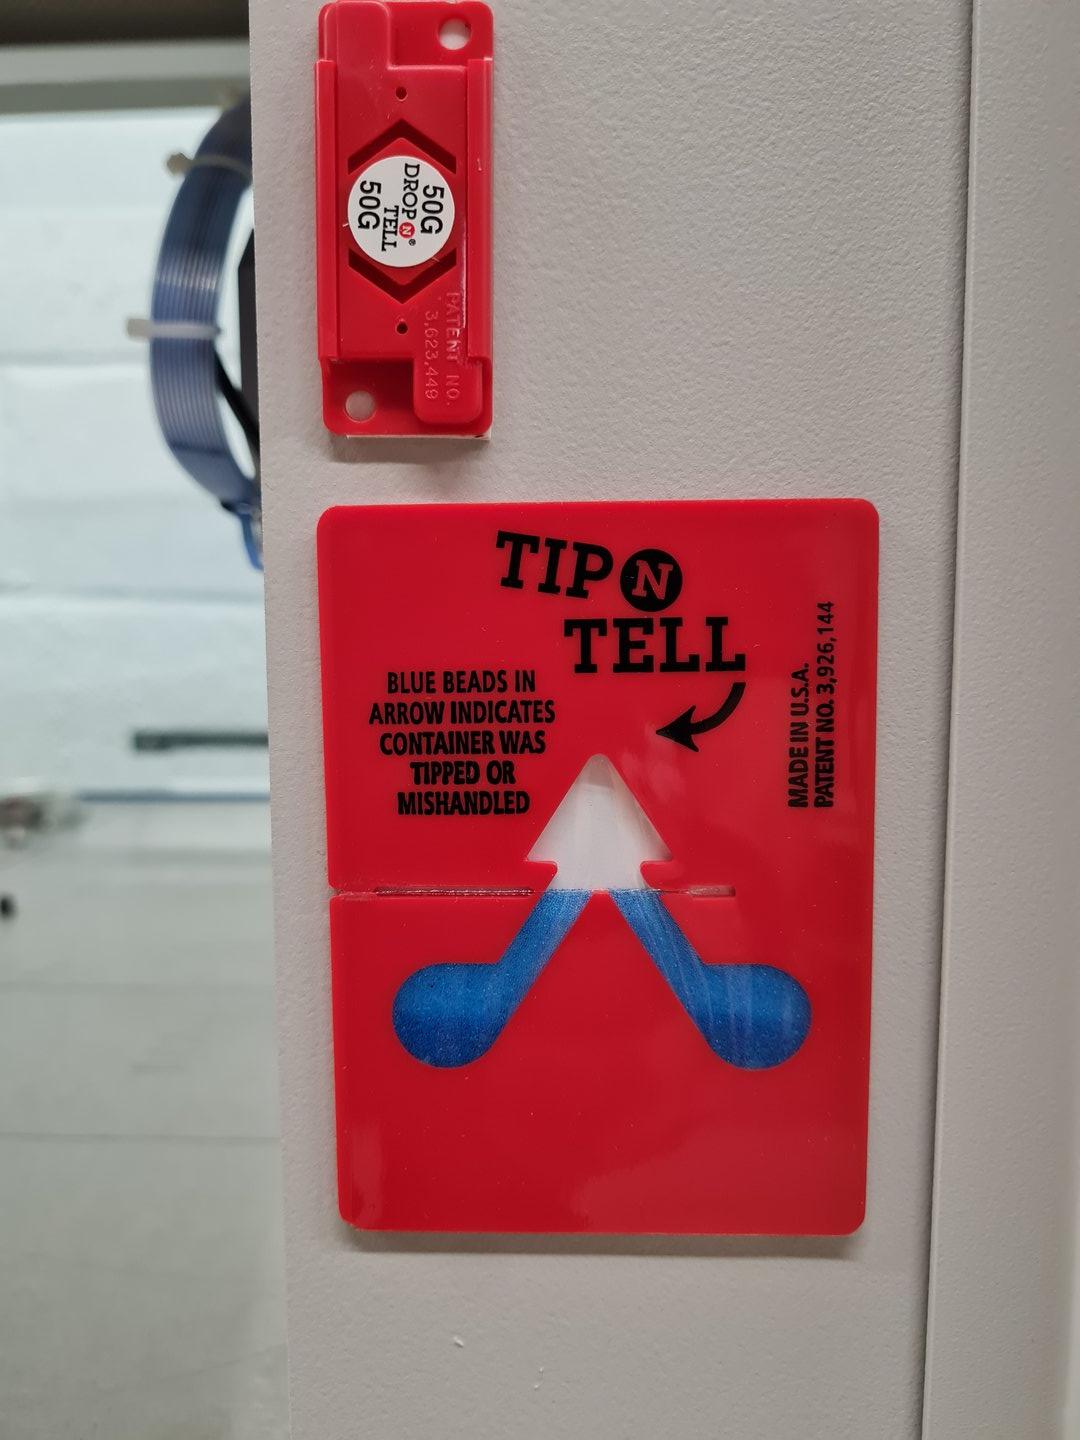 50G
DROP N TELL®
50G
PATENT NO.
3,623,449
TIP N
TELL
BLUE BEADS IN
ARROW INDICATES
CONTAINER WAS
TIPPED OR
MISHANDLED
MADE IN U.S.A.
PATENT NO. 3,926,144